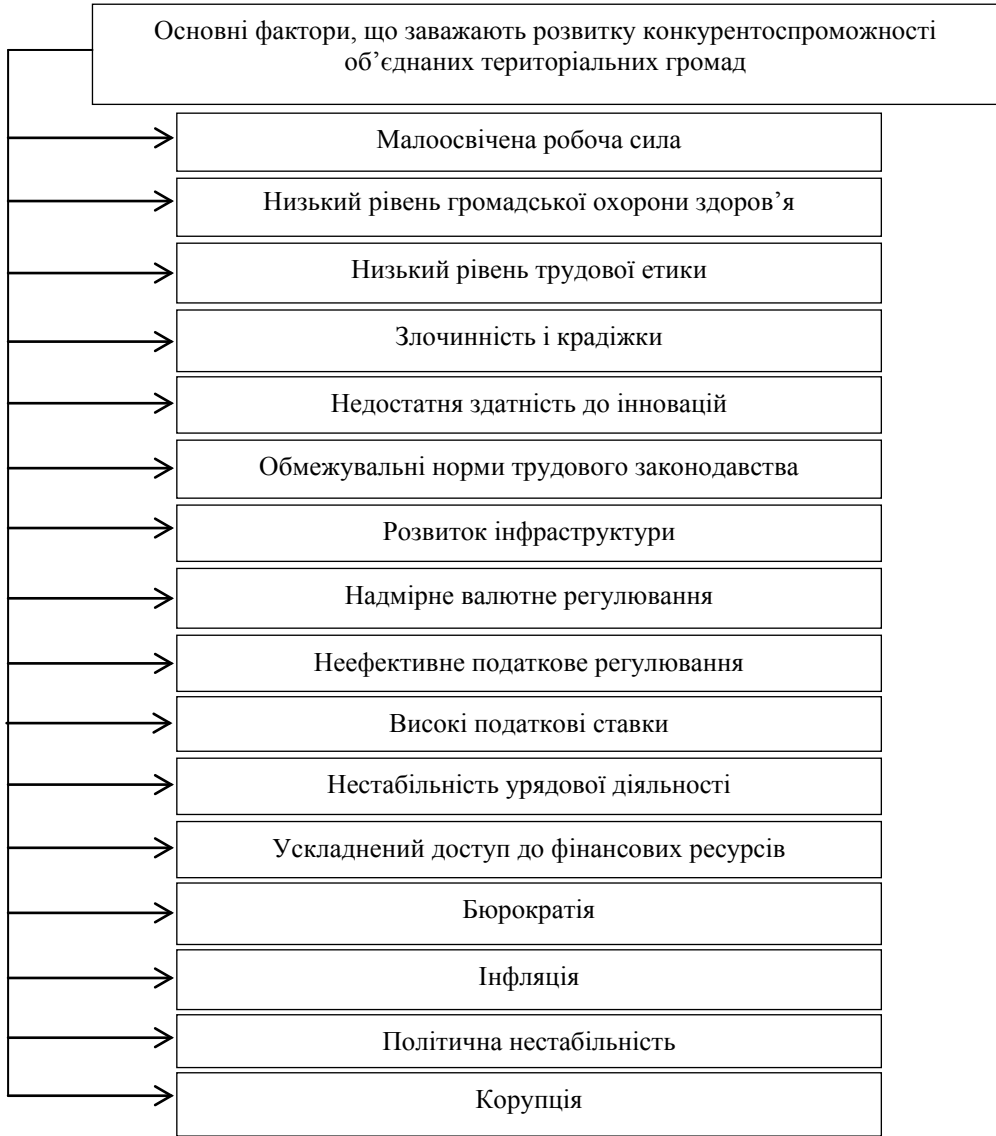 Основні фактори, що заважають розвитку конкурентоспроможності
об’єднаних територіальних громад
Малоосвічена робоча сила
Низький рівень громадської охорони здоров’я
Низький рівень трудової етики
Злочинність і крадіжки
Недостатня здатність до інновацій
Обмежувальні норми трудового законодавства
Розвиток інфраструктури
Надмірне валютне регулювання
Неефективне податкове регулювання
Високі податкові ставки
Нестабільність урядової діяльності
Ускладнений доступ до фінансових ресурсів
Бюрократія
Інфляція
Політична нестабільність
Корупція